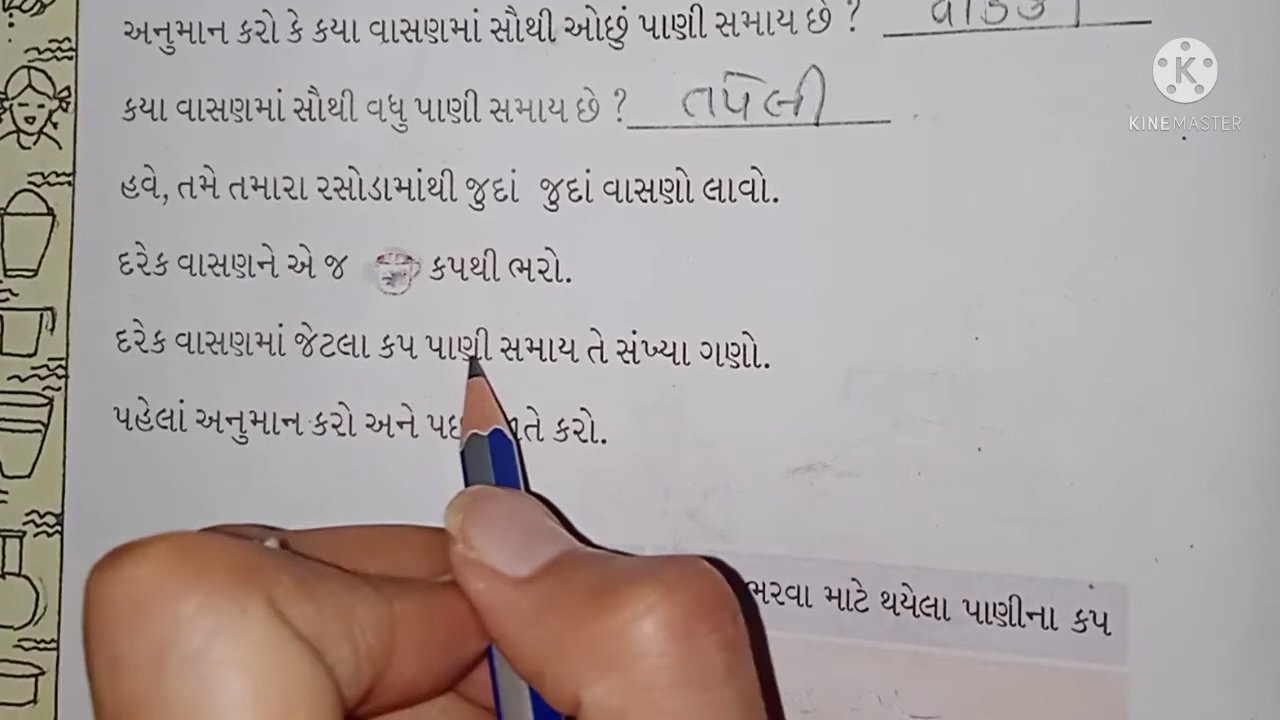 અનુમાન કરો કે કયા વાસણમાં સૌથી ઓછું પાણી સમાય છે ?
કયા વાસણમાં સૌથી વધુ પાણી સમાય છે ? તપેલી
હવે, તમે તમારા રસોડામાંથી જુદાં જુદાં વાસણો લાવો.
દરેક વાસણને એ જ કપથી ભરો.
દરેક વાસણમાં જેટલા કપ પાણી સમાય તે સંખ્યા ગણો.
પહેલાં અનુમાન કરો અને કરો.
ભરવા માટે થયેલા પાણીના કપ
K
KINEMASTER